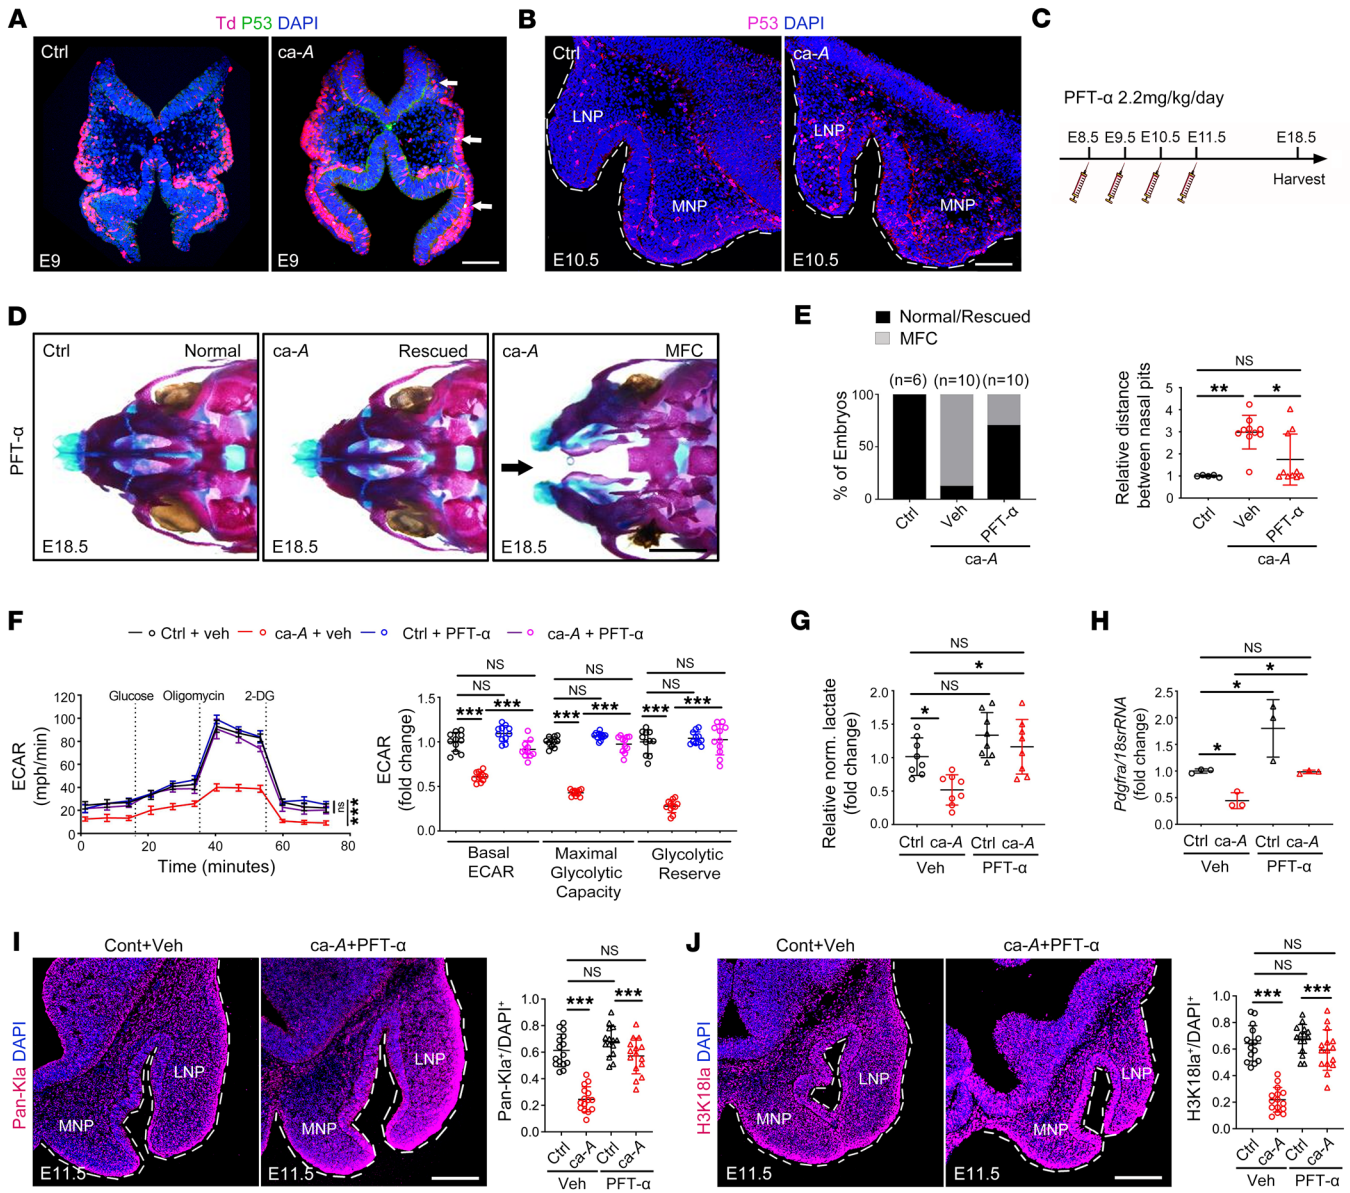 A
Td P53 DAPI
Ctrl
E9
ca-A
E9
B
P53 DAPI
Ctrl
LNP
MNP
E10.5
ca-A
LNP
MNP
E10.5
C
PFT-α 2.2mg/kg/day
E8.5 E9.5 E10.5 E11.5 E18.5
Harvest
D
PFT-α
Ctrl Normal
E18.5
ca-A Rescued
E18.5
ca-A MFC
E18.5
E
Normal/Rescued
MFC
(n=6) (n=10) (n=10)
% of Embryos
100
50
0
Ctrl
Veh
PFT-α
ca-A
Relative distance
between nasal pits
NS
** *
5
4
3
2
1
0
Ctrl
Veh
PFT-α
ca-A
F
Ctrl + veh ca-A + veh Ctrl + PFT-α ca-A + PFT-α
ECAR
(mph/min)
Glucose Oligomycin 2-DG
120
100
80
60
40
20
0
0 20 40 60 80
Time (minutes)
ns
***
ECAR
(fold change)
1.5
1.0
0.5
0.0
NS NS NS
NS NS NS
*** *** *** *** *** ***
Basal
ECAR
Maximal
Glycolytic
Capacity
Glycolytic
Reserve
G
Relative norm. lactate
(fold change)
NS
*
NS
*
2.0
1.5
1.0
0.5
0.0
Ctrl ca-A Ctrl ca-A
Veh PFT-α
H
Pdgfra/18srRNA
(fold change)
NS
*
*
*
2.5
2.0
1.5
1.0
0.5
0.0
Ctrl ca-A Ctrl ca-A
Veh PFT-α
I
Pan-Kla DAPI
Cont+Veh
MNP
LNP
E11.5
ca-A+PFT-α
MNP
LNP
E11.5
Pan-Kla⁺/DAPI⁺
NS
NS
*** ***
1.0
0.8
0.6
0.4
0.2
0.0
Ctrl
ca-A
Ctrl
ca-A
Veh PFT-α
J
H3K18la DAPI
Cont+Veh
MNP
LNP
E11.5
ca-A+PFT-α
MNP
LNP
E11.5
H3K18la⁺/DAPI⁺
NS
NS
*** ***
1.0
0.8
0.6
0.4
0.2
0.0
Ctrl
ca-A
Ctrl
ca-A
Veh PFT-α